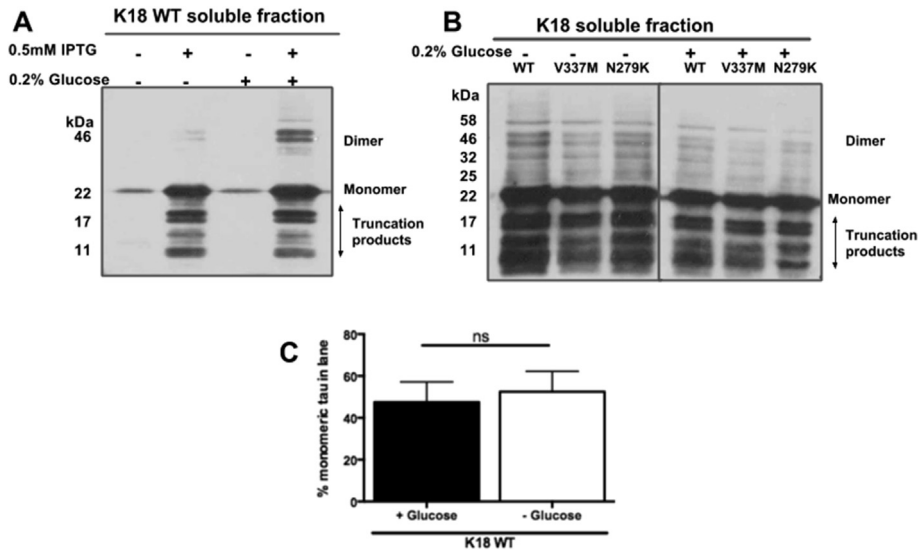 A
K18 WT soluble fraction
0.5mM IPTG - + - +
0.2% Glucose - - + +
kDa
46
22
17
11
Dimer
Monomer
Truncation
products
B
K18 soluble fraction
0.2% Glucose - - - + + +
WT V337M N279K WT V337M N279K
kDa
58
46
32
25
22
17
11
Dimer
Monomer
Truncation
products
C
% monomeric tau in lane
80
60
40
20
0
ns
+ Glucose - Glucose
K18 WT